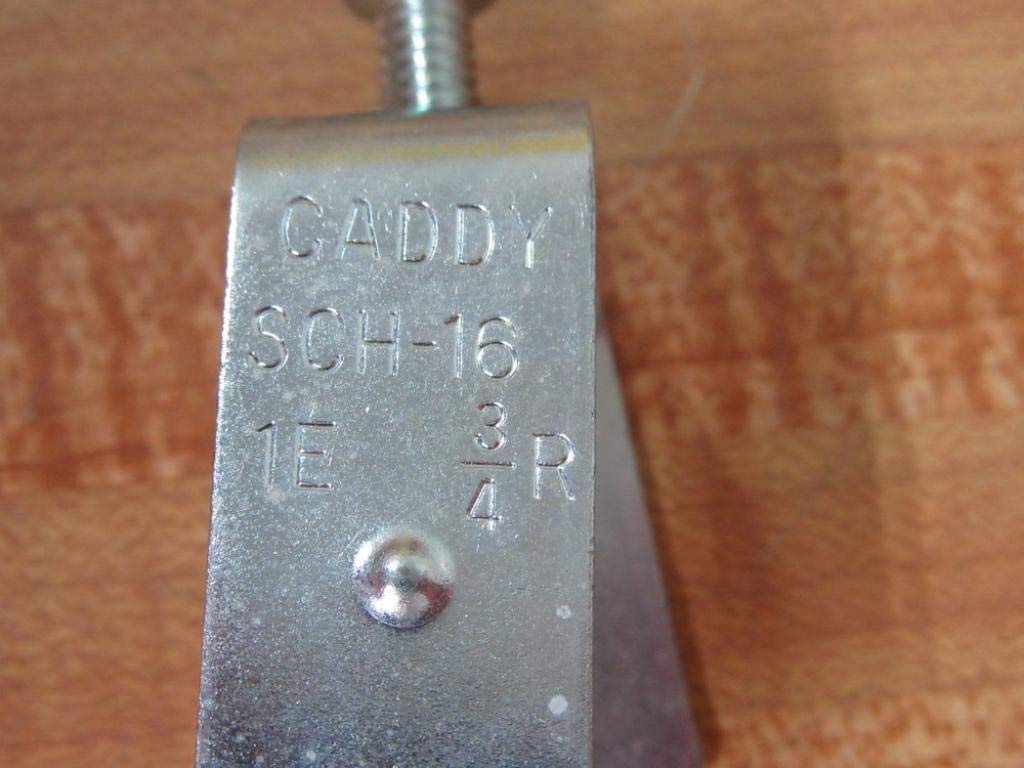 CADDY
SCH-16
1E 3/4 R